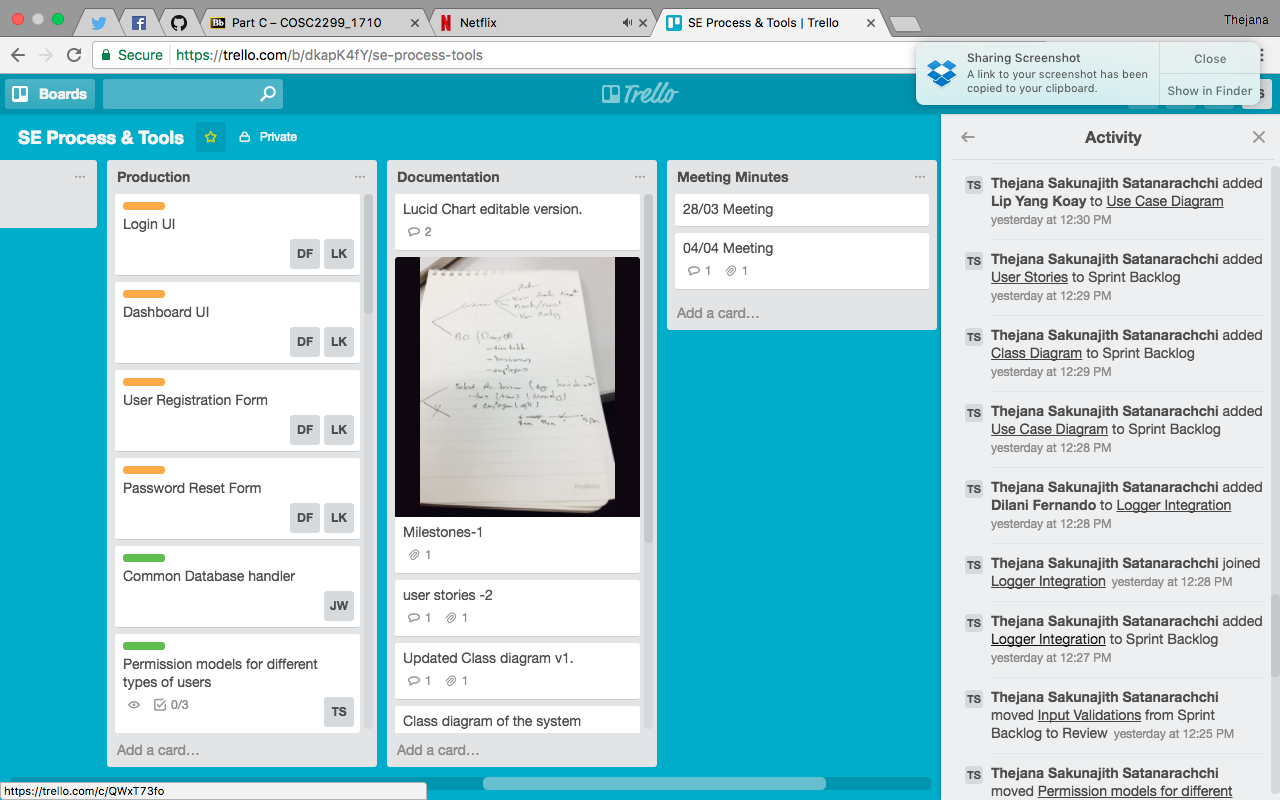 Part C – COSC2299_1710
Netflix
SE Process & Tools | Trello
Thejana
Secure
https://trello.com/b/dkapK4fY/se-process-tools
Sharing Screenshot
A link to your screenshot has been
copied to your clipboard.
Close
Show in Finder
Boards
Trello
SE Process & Tools
Private
Production
Login UI
DF LK
Dashboard UI
DF LK
User Registration Form
DF LK
Password Reset Form
DF LK
Common Database handler
JW
Permission models for different
types of users
0/3
TS
Add a card…
Documentation
Lucid Chart editable version.
2
Milestones-1
1
user stories -2
1 1
Updated Class diagram v1.
1 1
Class diagram of the system
Add a card…
Meeting Minutes
28/03 Meeting
04/04 Meeting
1 1
Add a card…
Activity
TS Thejana Sakunajith Satanarachchi added
Lip Yang Koay to Use Case Diagram
yesterday at 12:30 PM
TS Thejana Sakunajith Satanarachchi added
User Stories to Sprint Backlog
yesterday at 12:29 PM
TS Thejana Sakunajith Satanarachchi added
Class Diagram to Sprint Backlog
yesterday at 12:29 PM
TS Thejana Sakunajith Satanarachchi added
Use Case Diagram to Sprint Backlog
yesterday at 12:28 PM
TS Thejana Sakunajith Satanarachchi added
Dilani Fernando to Logger Integration
yesterday at 12:28 PM
TS Thejana Sakunajith Satanarachchi joined
Logger Integration yesterday at 12:28 PM
TS Thejana Sakunajith Satanarachchi added
Logger Integration to Sprint Backlog
yesterday at 12:27 PM
TS Thejana Sakunajith Satanarachchi
moved Input Validations from Sprint
Backlog to Review yesterday at 12:25 PM
TS Thejana Sakunajith Satanarachchi
moved Permission models for different
https://trello.com/c/QWxT73fo